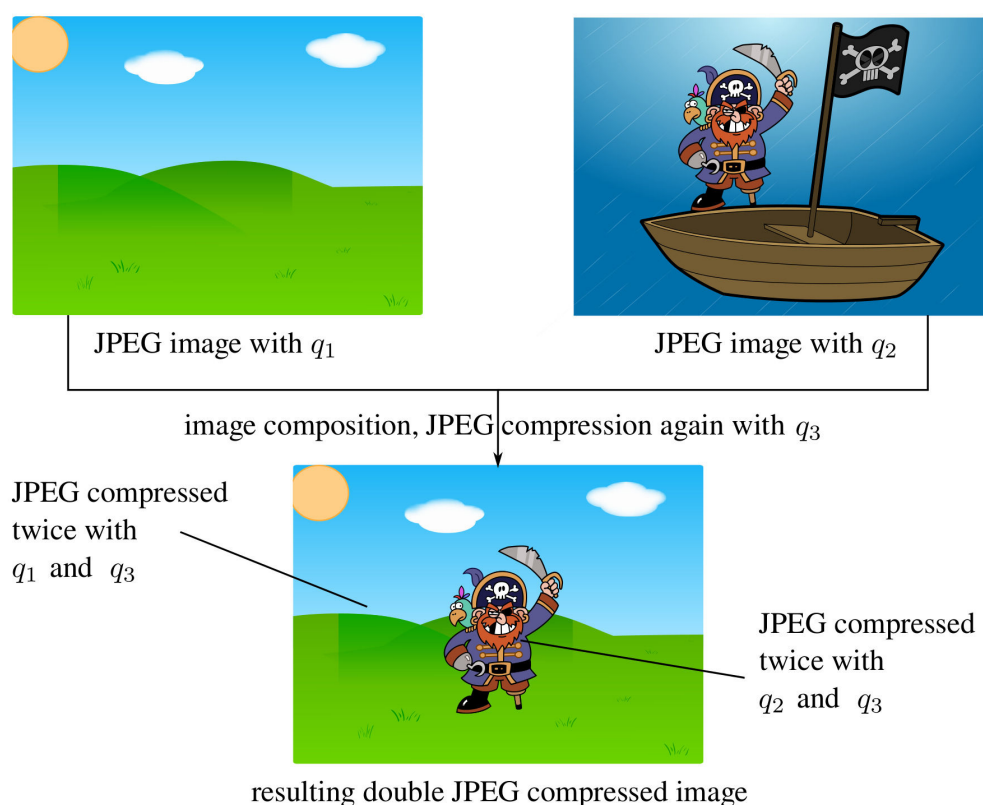 JPEG image with q₁
JPEG image with q₂
image composition, JPEG compression again with q₃
JPEG compressed
twice with
q₁ and q₃
JPEG compressed
twice with
q₂ and q₃
resulting double JPEG compressed image